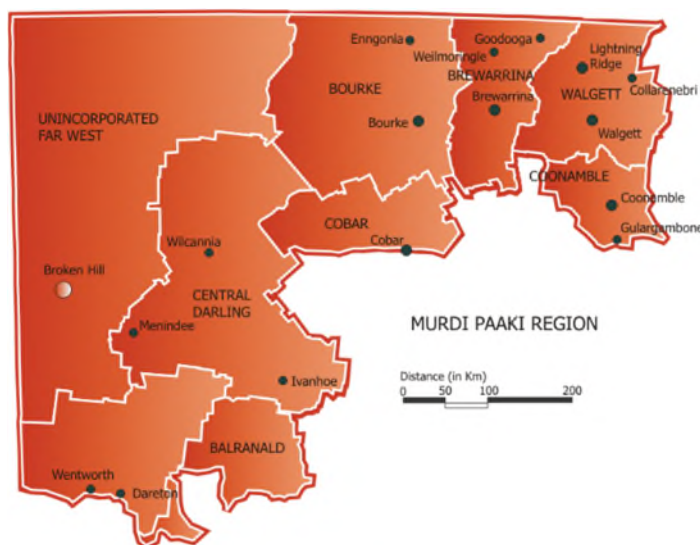 Enngonia
Goodooga
Weilmoringle
Lightning
Ridge
BREWARRINA
Collarenebri
BOURKE
WALGETT
Brewarrina
UNINCORPORATED
FAR WEST
Bourke
Walgett
COONAMBLE
Coonemble
COBAR
Gulargambone
Wilcannia
Cobar
Broken Hill
CENTRAL
DARLING
MURDI PAAKI REGION
Menindee
Ivanhoe
Distance (in Km)
0 50 100 200
BALRANALD
Wentworth
Dareton